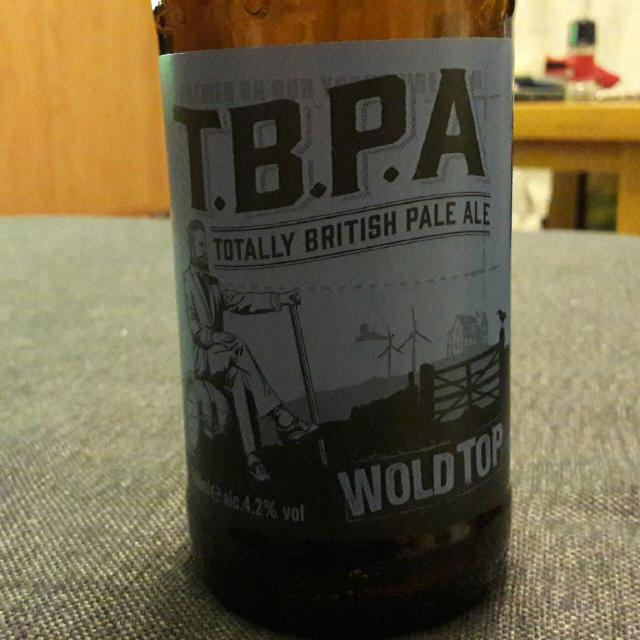 T.B.P.A
TOTALLY BRITISH PALE ALE
WOLD TOP
alc.4.2% vol